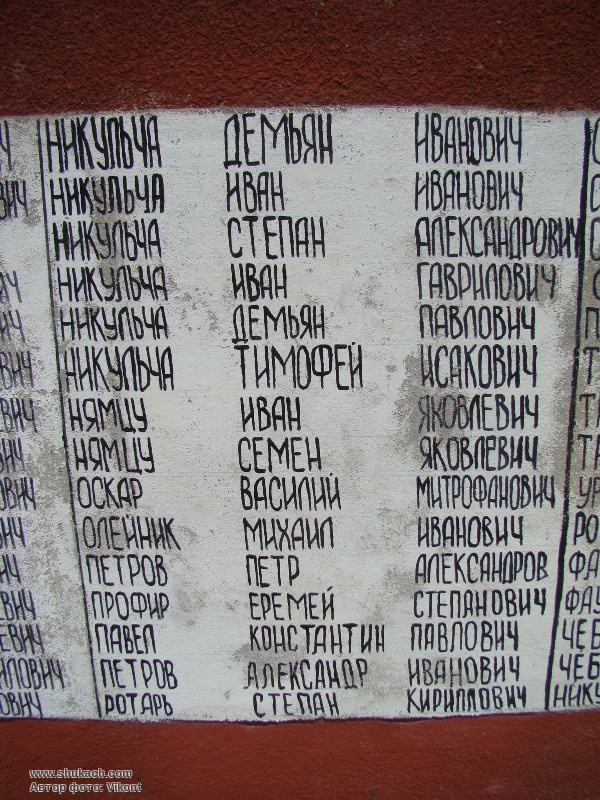 НИКУЛЬЧА ДЕМЬЯН ИВАНОВИЧ
НИКУЛЬЧА ИВАН ИВАНОВИЧ
НИКУЛЬЧА СТЕПАН АЛЕКСАНДРОВИЧ
НИКУЛЬЧА ИВАН ГАВРИЛОВИЧ
НИКУЛЬЧА ДЕМЬЯН ПАВЛОВИЧ
НИКУЛЬЧА ТИМОФЕЙ ИСАКОВИЧ
НЯМЦУ ИВАН ЯКОВЛЕВИЧ
НЯМЦУ СЕМЕН ЯКОВЛЕВИЧ
ОСКАР ВАСИЛИЙ МИТРОФАНОВИЧ
ОЛЕЙНИК МИХАИЛ ИВАНОВИЧ
ПЕТРОВ ПЕТР АЛЕКСАНДРОВ
ПРОФИР ЕРЕМЕЙ СТЕПАНОВИЧ
ПАВЕЛ КОНСТАНТИН ПАВЛОВИЧ
ПЕТРОВ АЛЕКСАНДР ИВАНОВИЧ
РОТАРЬ СТЕПАН КИРИЛЛОВИЧ
www.shukach.com
Автор фото: Vikont